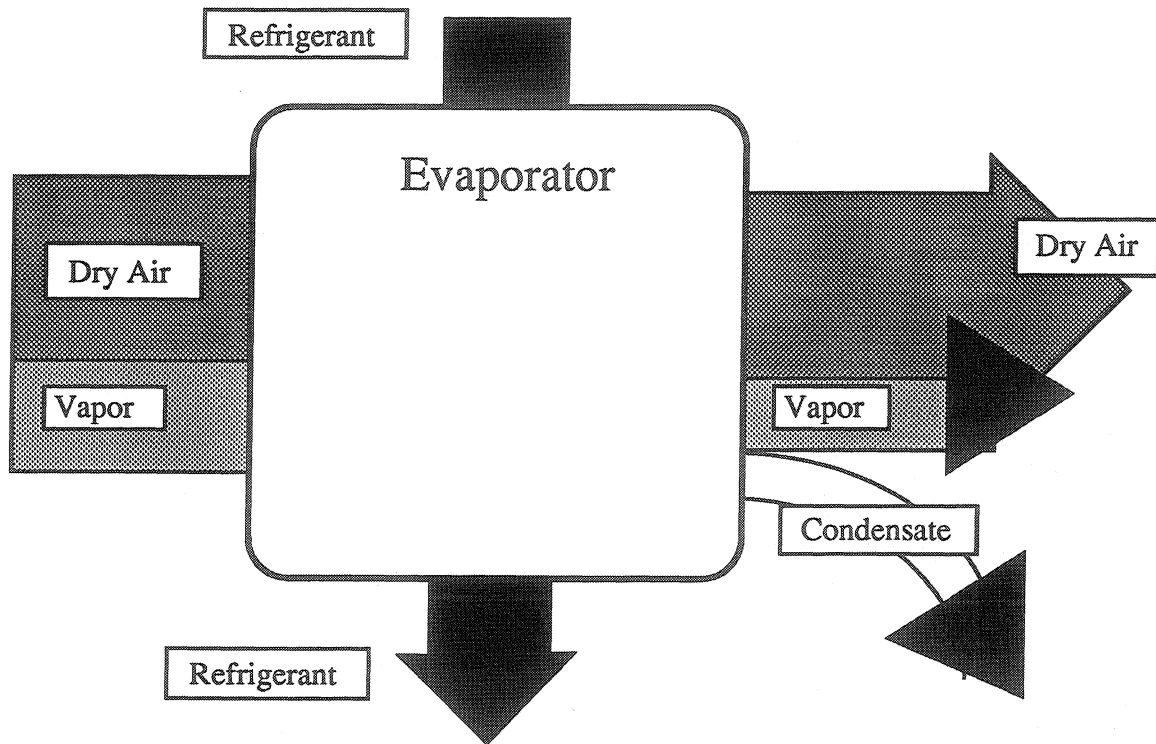 Refrigerant
Evaporator
Dry Air
Dry Air
Vapor
Vapor
Condensate
Refrigerant